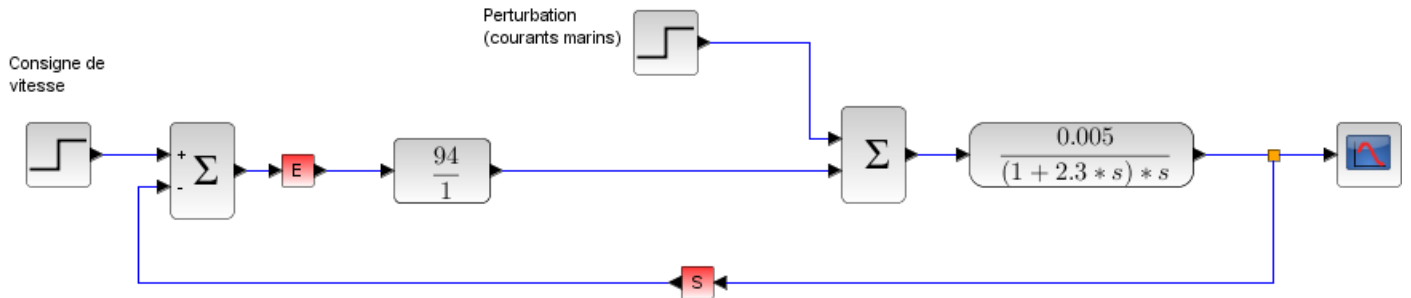 Perturbation
(courants marins)
Consigne de
vitesse
+
-
Σ
E
94
1
Σ
0.005
(1 + 2.3 * s) * s
S